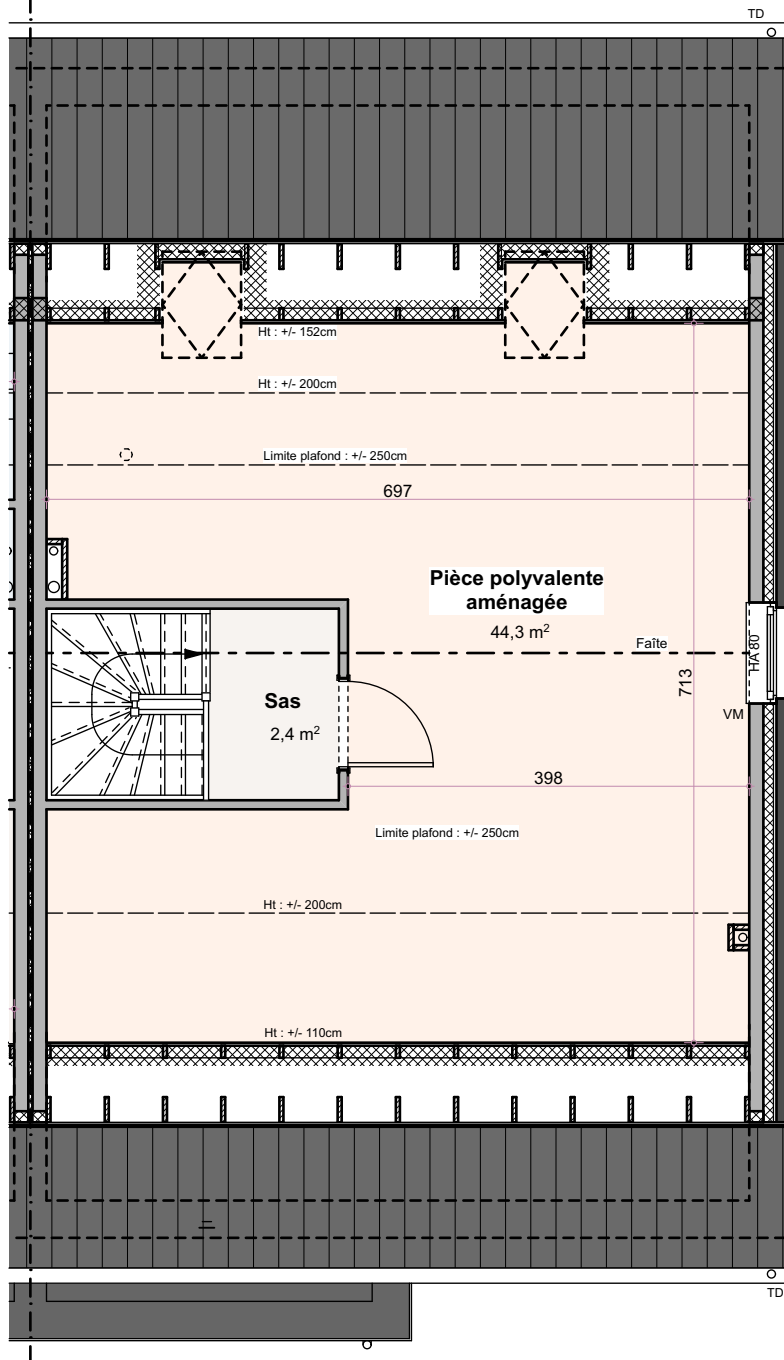 TD
Ht : +/- 152cm
Ht : +/- 200cm
Limite plafond : +/- 250cm
697
Pièce polyvalente
aménagée
44,3 m²
Faîte
HA 80
713
VM
Sas
2,4 m²
398
Limite plafond : +/- 250cm
Ht : +/- 200cm
Ht : +/- 110cm
TD